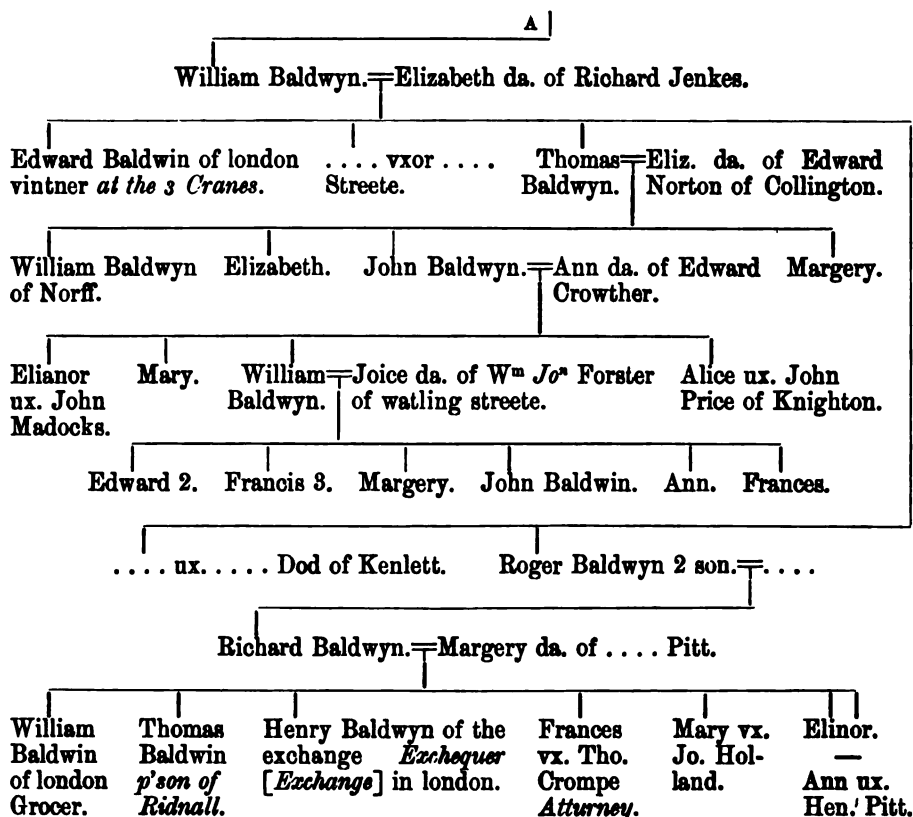 A
William Baldwyn.=Elizabeth da. of Richard Jenkes.
Edward Baldwin of london
vintner at the 3 Cranes.
. . . . vxor . . . .
Streete.
Thomas=Eliz. da. of Edward
Baldwyn. Norton of Collington.
William Baldwyn
of Norff.
Elizabeth.
John Baldwyn.=Ann da. of Edward
Crowther.
Margery.
Elianor
ux. John
Madocks.
Mary.
William=Joice da. of Wm Jon Forster
Baldwyn. of watling streete.
Alice ux. John
Price of Knighton.
Edward 2. Francis 3. Margery. John Baldwin. Ann. Frances.
. . . . ux. . . . . Dod of Kenlett. Roger Baldwyn 2 son.= . . . .
Richard Baldwyn.=Margery da. of . . . . Pitt.
William
Baldwin
of london
Grocer.
Thomas
Baldwin
p'son of
Ridnall.
Henry Baldwyn of the
exchange Exchequer
[Exchange] in london.
Frances
vx. Tho.
Crompe
Atturney.
Mary vx.
Jo. Hol-
land.
Elinor.
—
Ann ux.
Hen. Pitt.